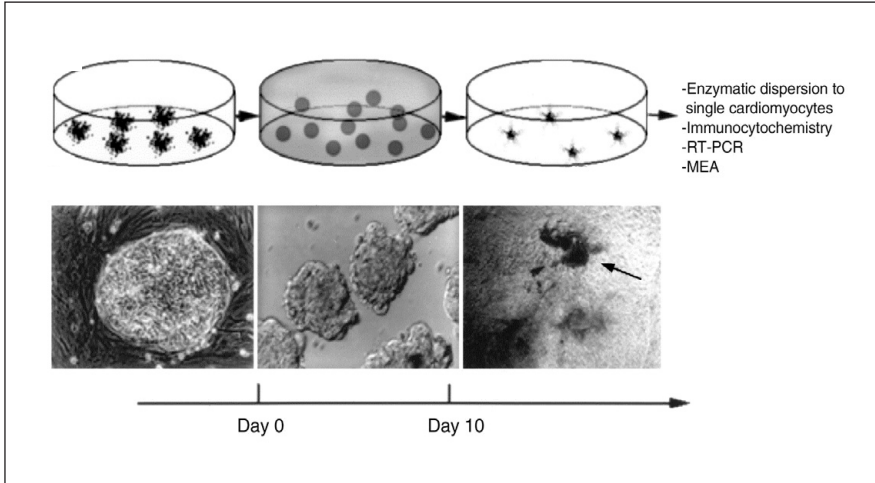 -Enzymatic dispersion to
single cardiomyocytes
-Immunocytochemistry
-RT-PCR
-MEA
Day 0
Day 10